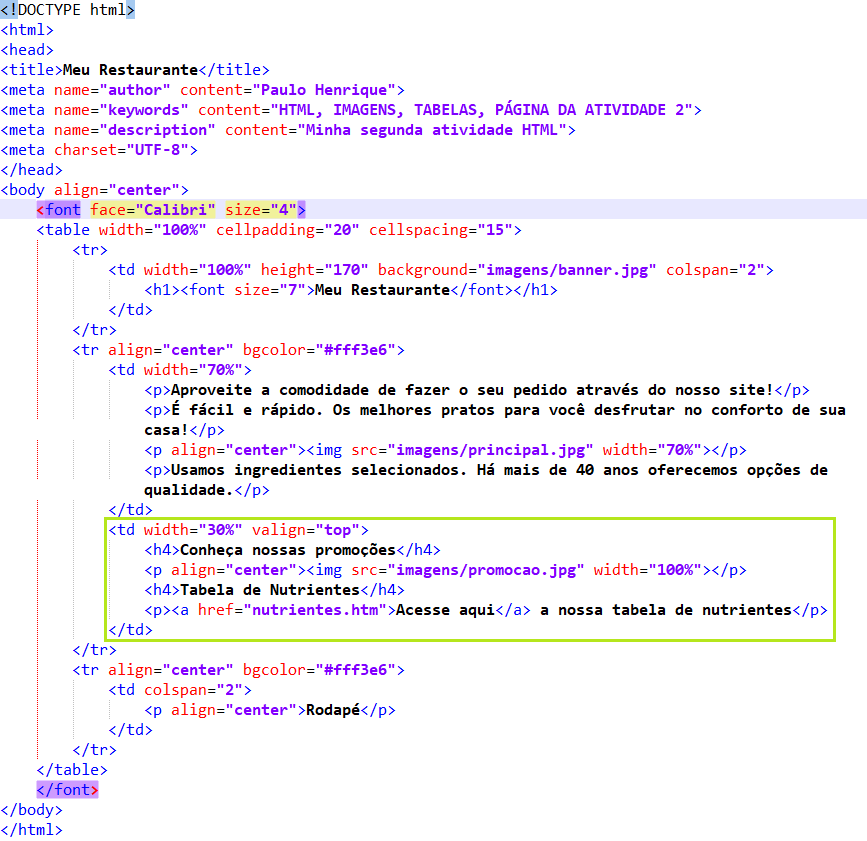 <!DOCTYPE html>
<html>
<head>
<title>Meu Restaurante</title>
<meta name="author" content="Paulo Henrique">
<meta name="keywords" content="HTML, IMAGENS, TABELAS, PÁGINA DA ATIVIDADE 2">
<meta name="description" content="Minha segunda atividade HTML">
<meta charset="UTF-8">
</head>
<body align="center">
<font face="Calibri" size="4">
<table width="100%" cellpadding="20" cellspacing="15">
<tr>
<td width="100%" height="170" background="imagens/banner.jpg" colspan="2">
<h1><font size="7">Meu Restaurante</font></h1>
</td>
</tr>
<tr align="center" bgcolor="#fff3e6">
<td width="70%">
<p>Aproveite a comodidade de fazer o seu pedido através do nosso site!</p>
<p>É fácil e rápido. Os melhores pratos para você desfrutar no conforto de sua
casa!</p>
<p align="center"><img src="imagens/principal.jpg" width="70%"></p>
<p>Usamos ingredientes selecionados. Há mais de 40 anos oferecemos opções de
qualidade.</p>
</td>
<td width="30%" valign="top">
<h4>Conheça nossas promoções</h4>
<p align="center"><img src="imagens/promocao.jpg" width="100%"></p>
<h4>Tabela de Nutrientes</h4>
<p><a href="nutrientes.htm">Acesse aqui</a> a nossa tabela de nutrientes</p>
</td>
</tr>
<tr align="center" bgcolor="#fff3e6">
<td colspan="2">
<p align="center">Rodapé</p>
</td>
</tr>
</table>
</font>
</body>
</html>